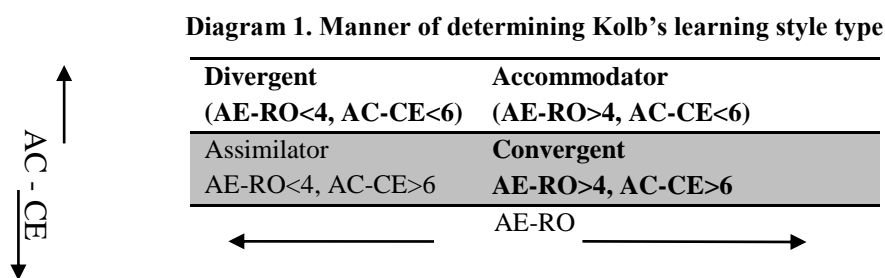 Diagram 1. Manner of determining Kolb’s learning style type
Divergent Accommodator
(AE-RO<4, AC-CE<6) (AE-RO>4, AC-CE<6)
Assimilator Convergent
AE-RO<4, AC-CE>6 AE-RO>4, AC-CE>6
AC - CE
AE-RO